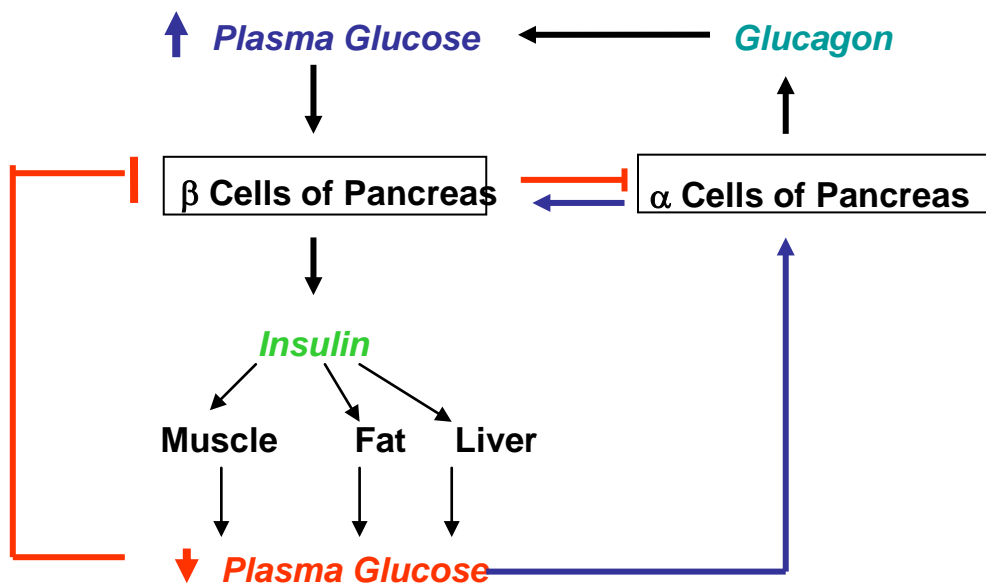 Plasma Glucose
Glucagon
β Cells of Pancreas
α Cells of Pancreas
Insulin
Muscle
Fat
Liver
Plasma Glucose